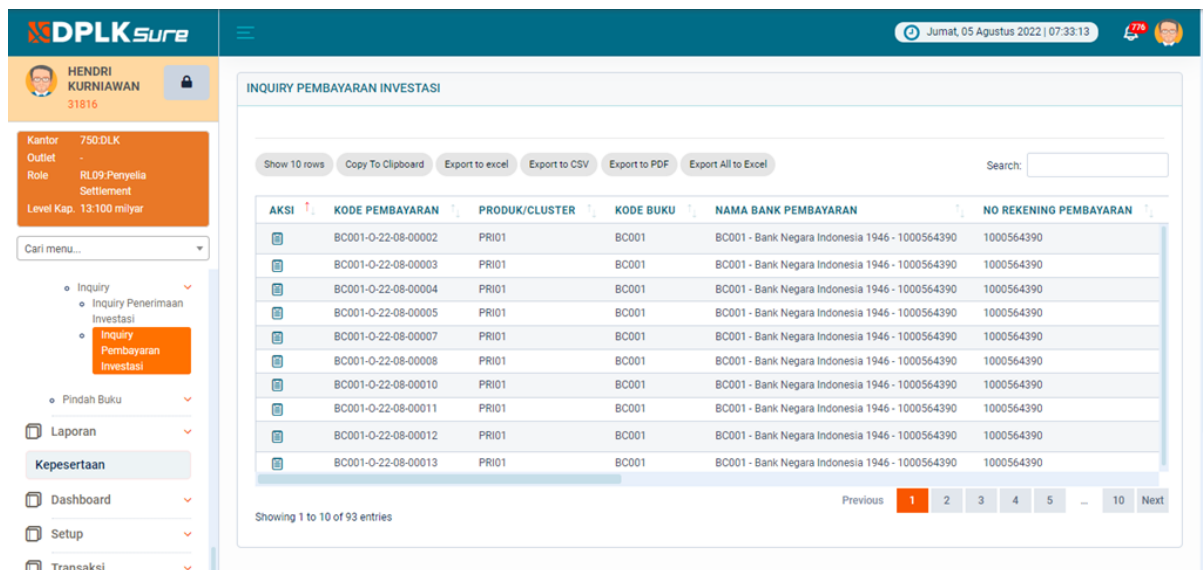 DPLKSure
Jumat, 05 Agustus 2022 | 07:33:13
776
HENDRI
KURNIAWAN
31816
Kantor 750:DLK
Outlet -
Role RL09:Penyelia
Settlement
Level Kap. 13:100 milyar
Cari menu...
Inquiry
Inquiry Penerimaan
Investasi
Inquiry
Pembayaran
Investasi
Pindah Buku
Laporan
Kepesertaan
Dashboard
Setup
Transaksi
INQUIRY PEMBAYARAN INVESTASI
Show 10 rows Copy To Clipboard Export to excel Export to CSV Export to PDF Export All to Excel Search:
AKSI KODE PEMBAYARAN PRODUK/CLUSTER KODE BUKU NAMA BANK PEMBAYARAN NO REKENING PEMBAYARAN
BC001-O-22-08-00002 PRI01 BC001 BC001 - Bank Negara Indonesia 1946 - 1000564390 1000564390
BC001-O-22-08-00003 PRI01 BC001 BC001 - Bank Negara Indonesia 1946 - 1000564390 1000564390
BC001-O-22-08-00004 PRI01 BC001 BC001 - Bank Negara Indonesia 1946 - 1000564390 1000564390
BC001-O-22-08-00005 PRI01 BC001 BC001 - Bank Negara Indonesia 1946 - 1000564390 1000564390
BC001-O-22-08-00007 PRI01 BC001 BC001 - Bank Negara Indonesia 1946 - 1000564390 1000564390
BC001-O-22-08-00008 PRI01 BC001 BC001 - Bank Negara Indonesia 1946 - 1000564390 1000564390
BC001-O-22-08-00010 PRI01 BC001 BC001 - Bank Negara Indonesia 1946 - 1000564390 1000564390
BC001-O-22-08-00011 PRI01 BC001 BC001 - Bank Negara Indonesia 1946 - 1000564390 1000564390
BC001-O-22-08-00012 PRI01 BC001 BC001 - Bank Negara Indonesia 1946 - 1000564390 1000564390
BC001-O-22-08-00013 PRI01 BC001 BC001 - Bank Negara Indonesia 1946 - 1000564390 1000564390
Previous 1 2 3 4 5 ... 10 Next
Showing 1 to 10 of 93 entries